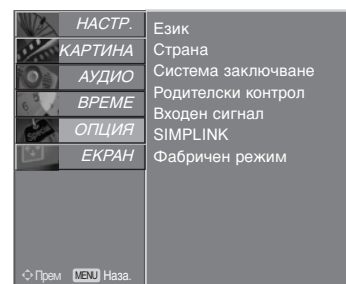 НАСТР.
КАРТИНА
АУДИО
ВРЕМЕ
ОПЦИЯ
ЕКРАН
Език
Страна
Система заключване
Родителски контрол
Входен сигнал
SIMPLINK
Фабричен режим
Прем MENU Наза.